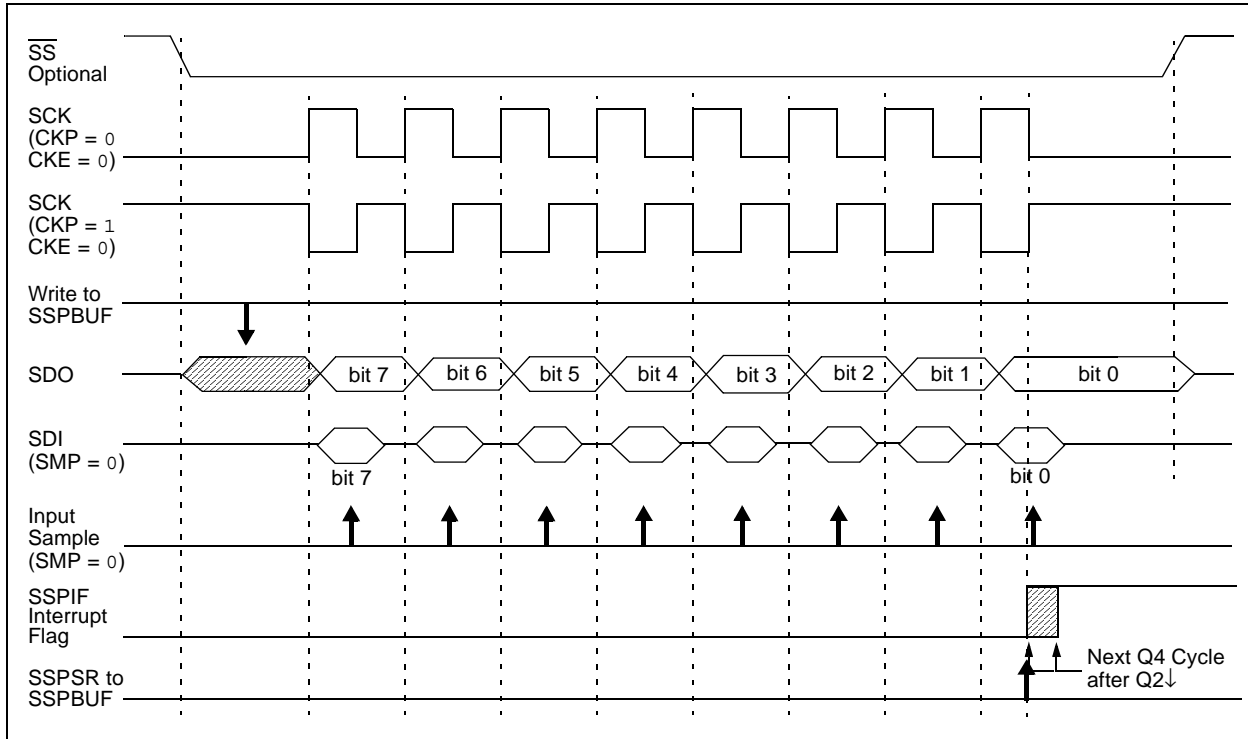 SS
Optional
SCK
(CKP = 0
CKE = 0)
SCK
(CKP = 1
CKE = 0)
Write to
SSPBUF
SDO
bit 7
bit 6
bit 5
bit 4
bit 3
bit 2
bit 1
bit 0
SDI
(SMP = 0)
bit 7
bit 0
Input
Sample
(SMP = 0)
SSPIF
Interrupt
Flag
SSPSR to
SSPBUF
Next Q4 Cycle
after Q2↓